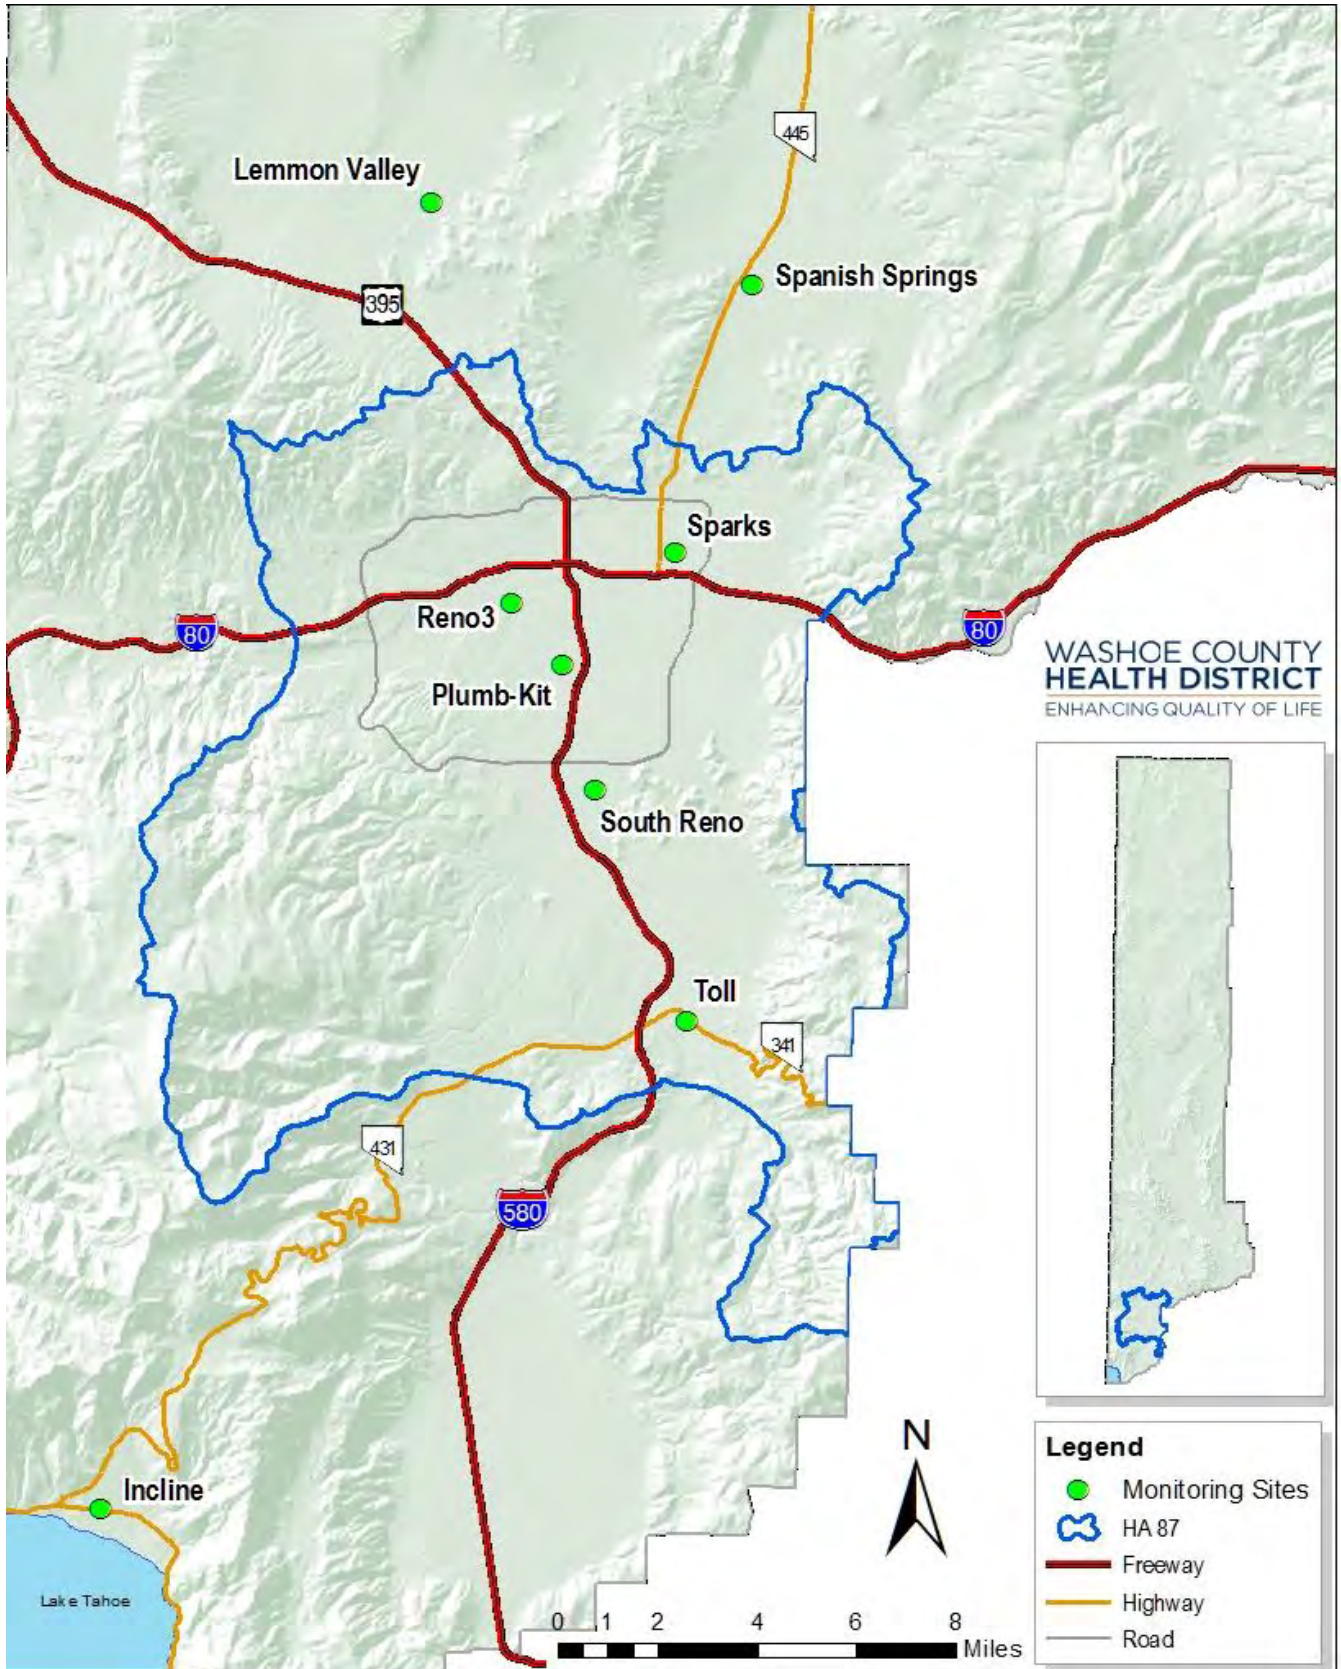 445
Lemmon Valley
Spanish Springs
395
Sparks
Reno3
80
80
WASHOE COUNTY
HEALTH DISTRICT
ENHANCING QUALITY OF LIFE
Plumb-Kit
South Reno
Toll
341
431
580
N
Legend
Monitoring Sites
HA 87
Freeway
Highway
Road
Incline
Lake Tahoe
0 1 2 4 6 8
Miles